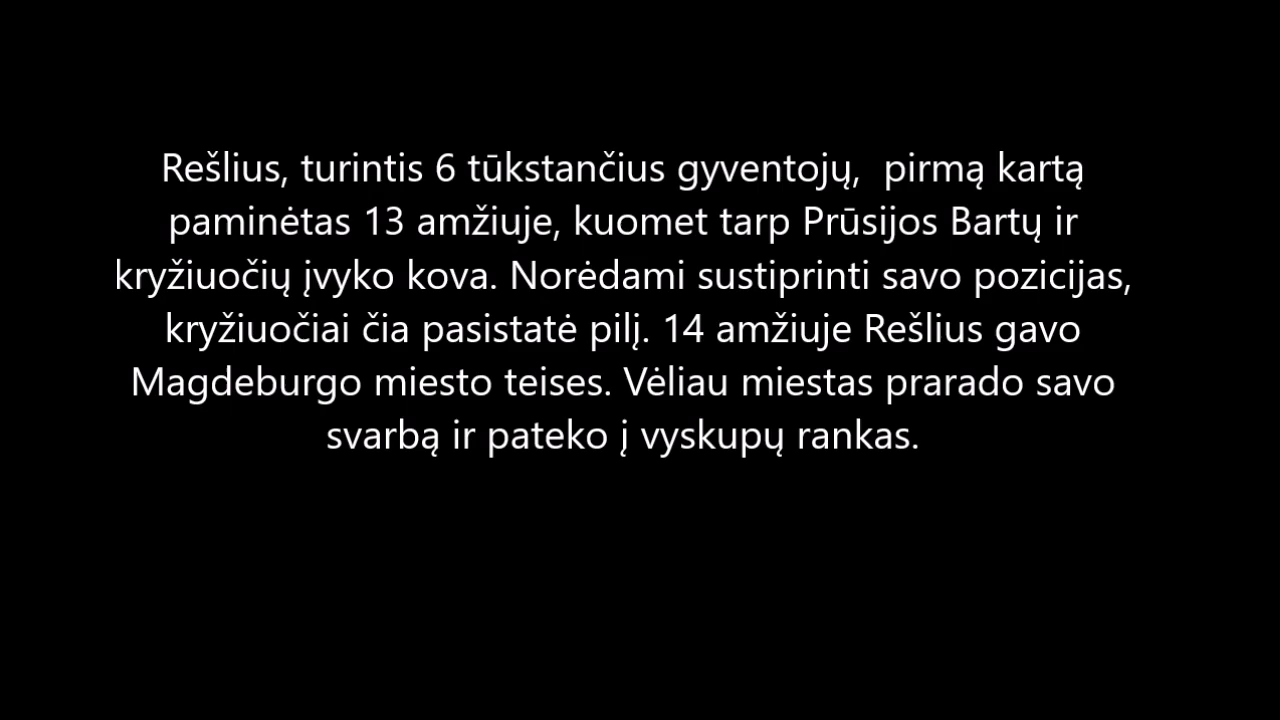 Rešlius, turintis 6 tūkstančius gyventojų,  pirmą kartą
paminėtas 13 amžiuje, kuomet tarp Prūsijos Bartų ir
kryžiuočių įvyko kova. Norėdami sustiprinti savo pozicijas,
kryžiuočiai čia pasistatė pilį. 14 amžiuje Rešlius gavo
Magdeburgo miesto teises. Vėliau miestas prarado savo
svarbą ir pateko į vyskupų rankas.